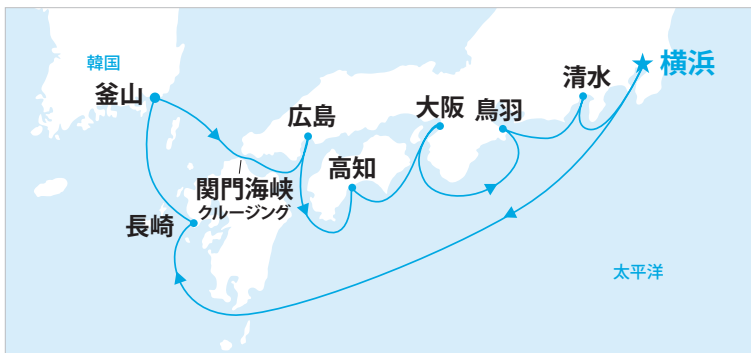 韓国
釜山
広島
大阪
鳥羽
清水
横浜
高知
関門海峡
クルージング
長崎
太平洋